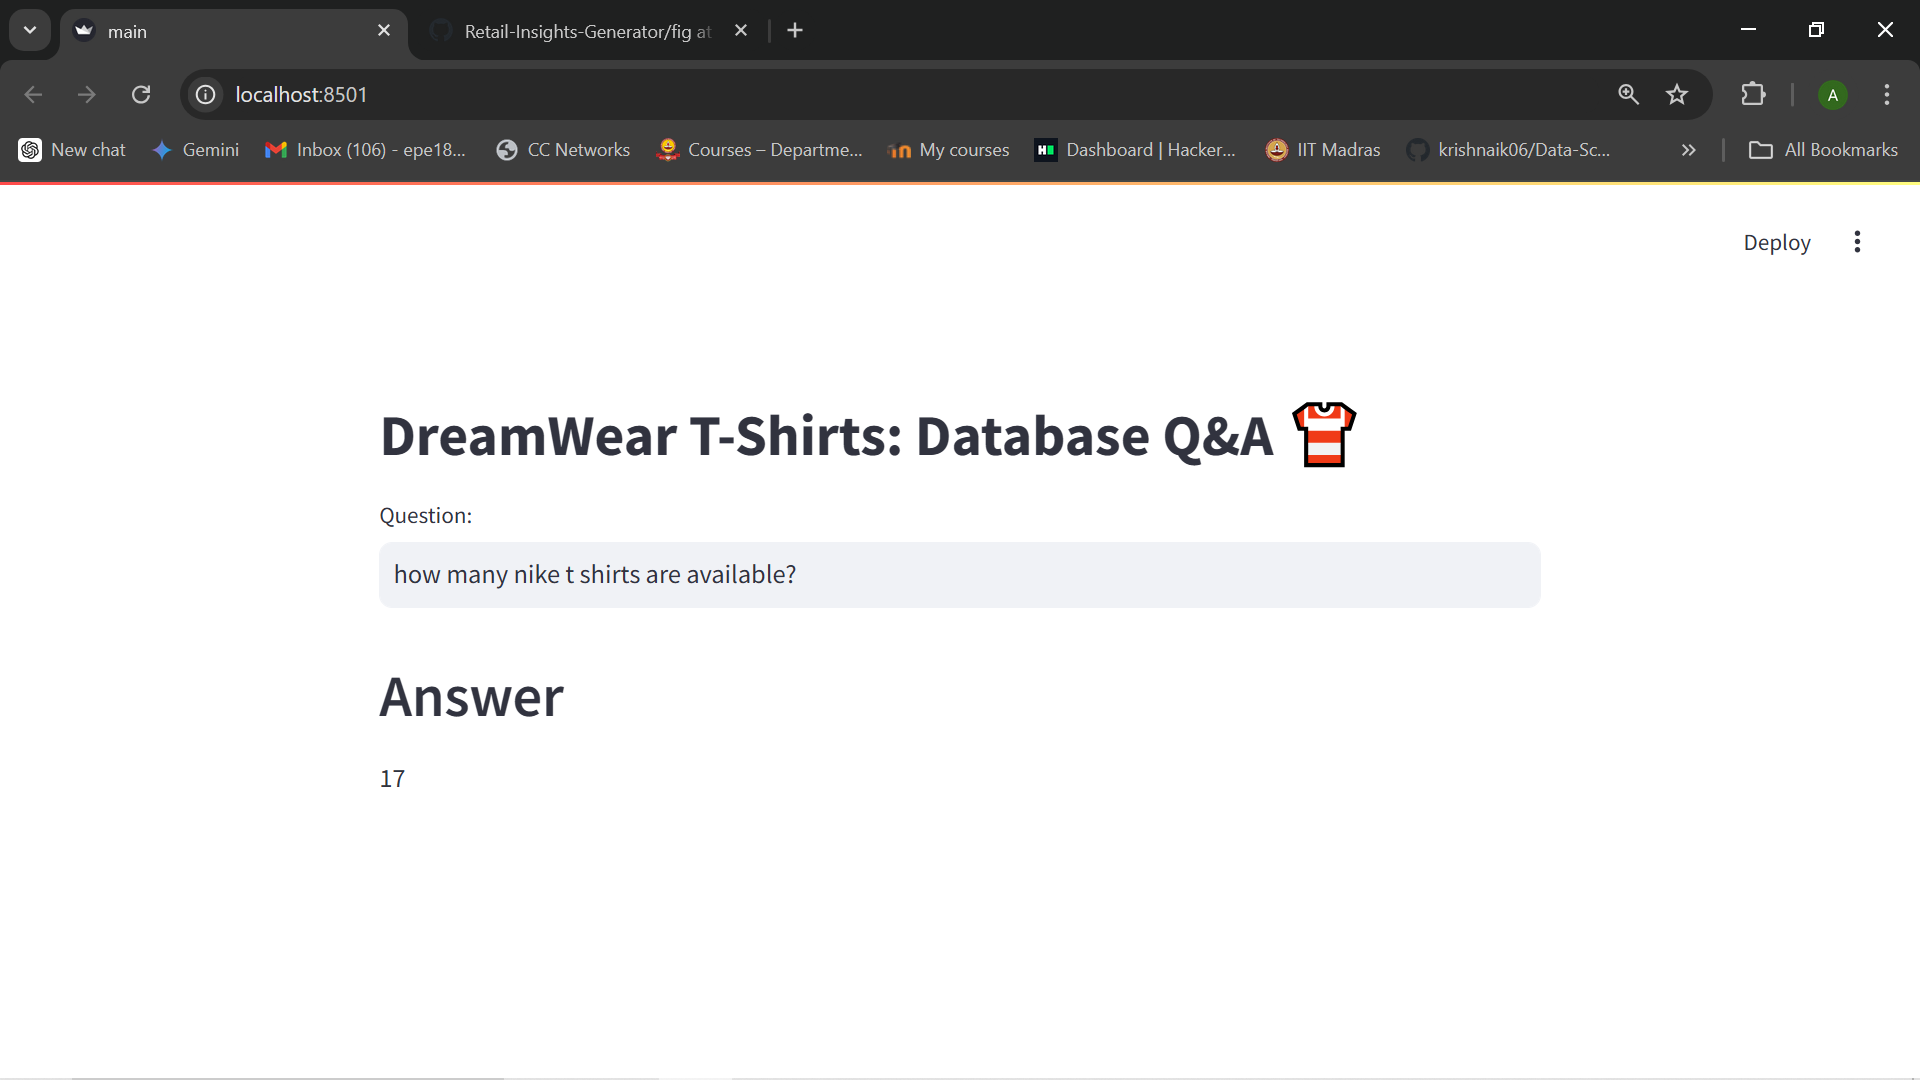 main
Retail-Insights-Generator/fig at
localhost:8501
A
New chat
Gemini
Inbox (106) - epe18...
CC Networks
Courses – Departme...
My courses
Dashboard | Hacker...
IIT Madras
krishnaik06/Data-Sc...
All Bookmarks
Deploy
DreamWear T-Shirts: Database Q&A
Question:
how many nike t shirts are available?
Answer
17